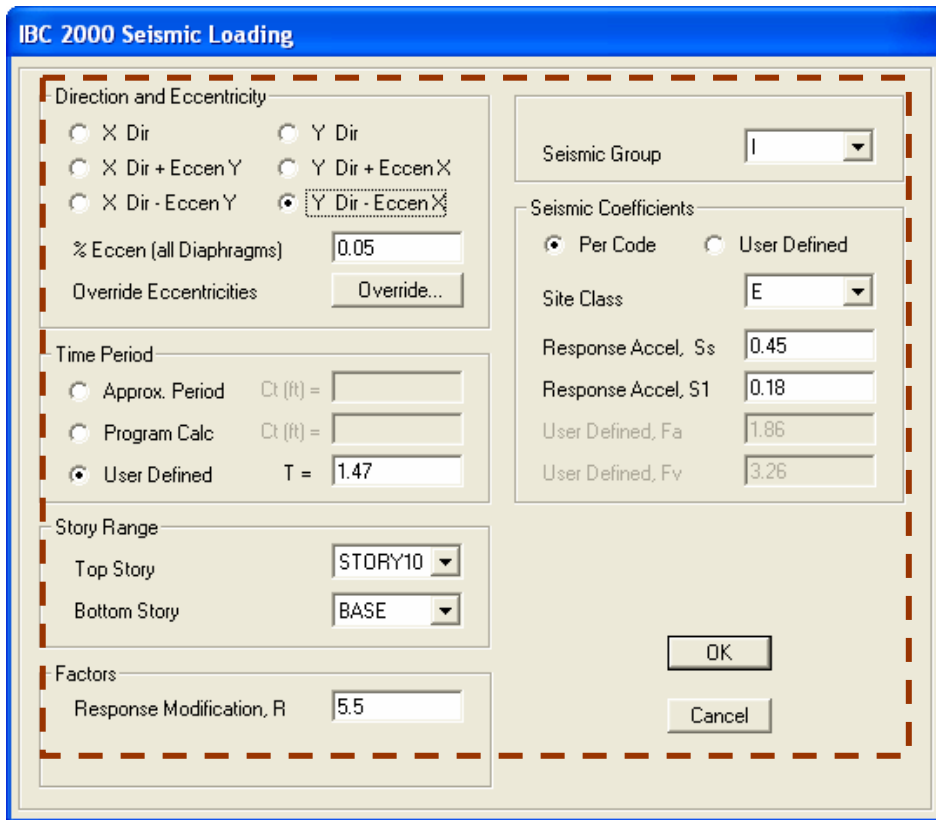 IBC 2000 Seismic Loading
Direction and Eccentricity
X Dir Y Dir
X Dir + Eccen Y Y Dir + Eccen X
X Dir - Eccen Y Y Dir - Eccen X
% Eccen (all Diaphragms) 0.05
Override Eccentricities Override...
Time Period
Approx. Period Ct (ft) =
Program Calc Ct (ft) =
User Defined T = 1.47
Story Range
Top Story STORY10
Bottom Story BASE
Factors
Response Modification, R 5.5
Seismic Group I
Seismic Coefficients
Per Code User Defined
Site Class E
Response Accel, Ss 0.45
Response Accel, S1 0.18
User Defined, Fa 1.86
User Defined, Fv 3.26
OK
Cancel